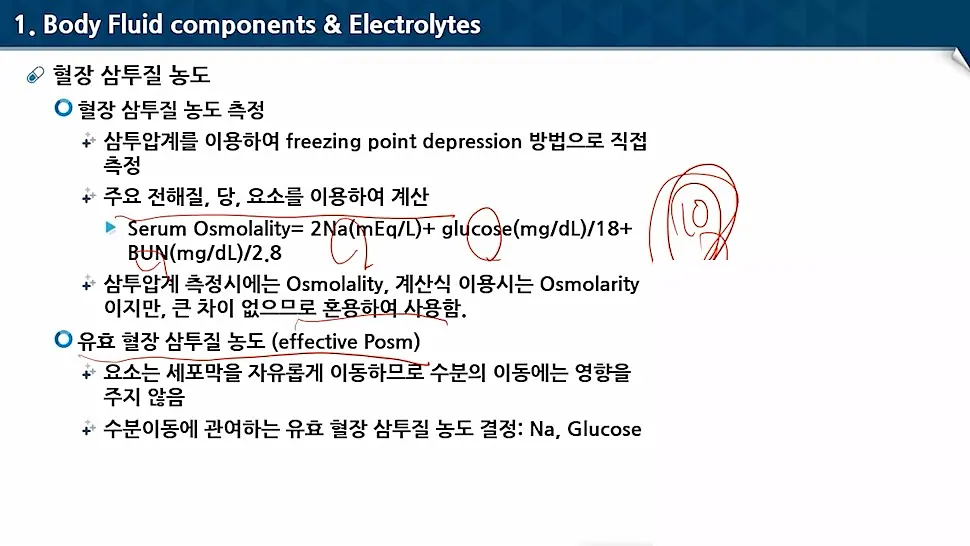 1. Body Fluid components & Electrolytes
혈장 삼투질 농도
혈장 삼투질 농도 측정
삼투압계를 이용하여 freezing point depression 방법으로 직접
측정
주요 전해질, 당, 요소를 이용하여 계산
Serum Osmolality= 2Na(mEq/L)+ glucose(mg/dL)/18+
BUN(mg/dL)/2.8
10
삼투압계 측정시에는 Osmolality, 계산식 이용시는 Osmolarity
이지만, 큰 차이 없으므로 혼용하여 사용함.
유효 혈장 삼투질 농도 (effective Posm)
요소는 세포막을 자유롭게 이동하므로 수분의 이동에는 영향을
주지 않음
수분이동에 관여하는 유효 혈장 삼투질 농도 결정: Na, Glucose